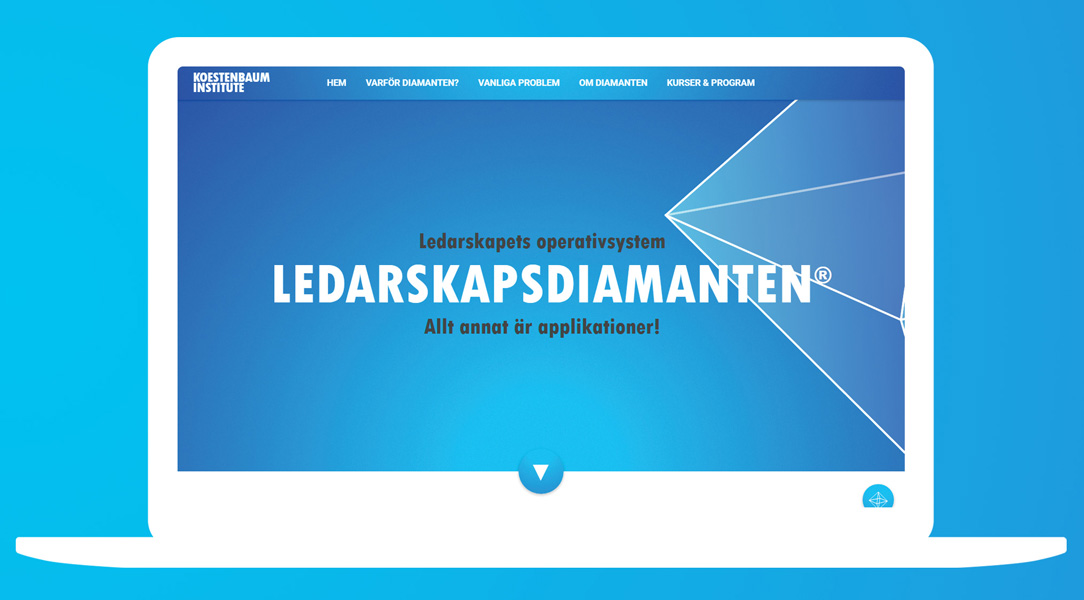 KOESTENBAUM
INSTITUTE
HEM VARFÖR DIAMANTEN? VANLIGA PROBLEM OM DIAMANTEN KURSER & PROGRAM
Ledarskapets operativsystem
LEDARSKAPSDIAMANTEN®
Allt annat är applikationer!